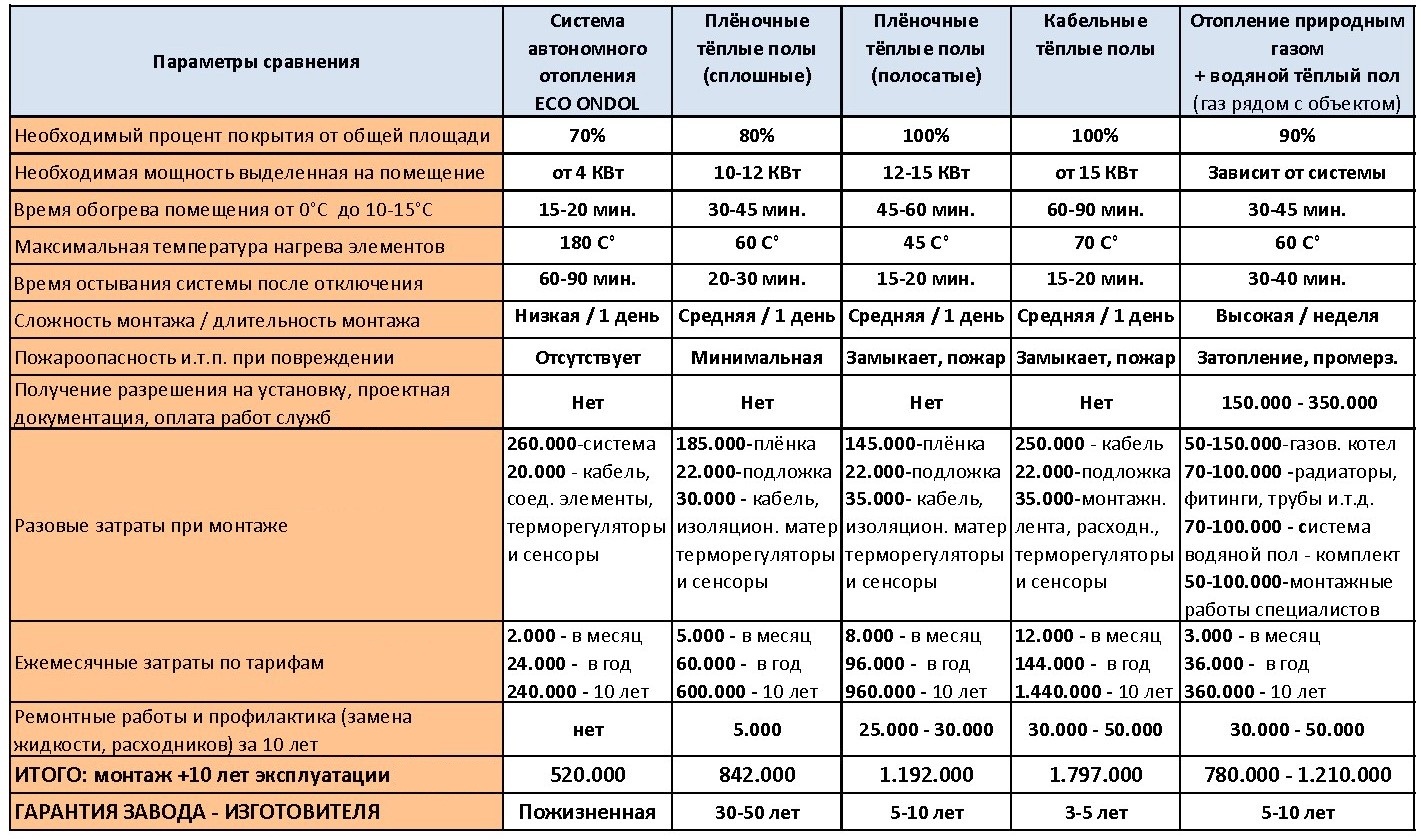 Параметры сравнения
Система
автономного
отопления
ECO ONDOL
Плёночные
тёплые полы
(сплошные)
Плёночные
тёплые полы
(полосатые)
Кабельные
тёплые полы
Отопление природным
газом
+ водяной тёплый пол
(газ рядом с объектом)
Необходимый процент покрытия от общей площади
70%
80%
100%
100%
90%
Необходимая мощность выделенная на помещение
от 4 КВт
10-12 КВт
12-15 КВт
от 15 КВт
Зависит от системы
Время обогрева помещения от 0˚С до 10-15˚С
15-20 мин.
30-45 мин.
45-60 мин.
60-90 мин.
30-45 мин.
Максимальная температура нагрева элементов
180 С˚
60 С˚
45 С˚
70 С˚
60 С˚
Время остывания системы после отключения
60-90 мин.
20-30 мин.
15-20 мин.
15-20 мин.
30-40 мин.
Сложность монтажа / длительность монтажа
Низкая / 1 день
Средняя / 1 день
Средняя / 1 день
Средняя / 1 день
Высокая / неделя
Пожароопасность и.т.п. при повреждении
Отсутствует
Минимальная
Замыкает, пожар
Замыкает, пожар
Затопление, промерз.
Получение разрешения на установку, проектная
документация, оплата работ служб
Нет
Нет
Нет
Нет
150.000 - 350.000
Разовые затраты при монтаже
260.000-система
20.000 - кабель,
соед. элементы,
терморегуляторы
и сенсоры
185.000-плёнка
22.000-подложка
30.000 - кабель,
изоляцион. матер
терморегуляторы
и сенсоры
145.000-плёнка
22.000-подложка
35.000- кабель,
изоляцион. матер
терморегуляторы
и сенсоры
250.000 - кабель
22.000-подложка
35.000-монтажн.
лента, расходн.,
терморегуляторы
и сенсоры
50-150.000-газов. котел
70-100.000 -радиаторы,
фитинги, трубы и.т.д.
70-100.000 - система
водяной пол - комплект
50-100.000-монтажные
работы специалистов
Ежемесячные затраты по тарифам
2.000 - в месяц
24.000 - в год
240.000 - 10 лет
5.000 - в месяц
60.000 - в год
600.000 - 10 лет
8.000 - в месяц
96.000 - в год
960.000 - 10 лет
12.000 - в месяц
144.000 - в год
1.440.000 - 10 лет
3.000 - в месяц
36.000 - в год
360.000 - 10 лет
Ремонтные работы и профилактика (замена
жидкости, расходников) за 10 лет
нет
5.000
25.000 - 30.000
30.000 - 50.000
30.000 - 50.000
ИТОГО: монтаж +10 лет эксплуатации
520.000
842.000
1.192.000
1.797.000
780.000 - 1.210.000
ГАРАНТИЯ ЗАВОДА - ИЗГОТОВИТЕЛЯ
Пожизненная
30-50 лет
5-10 лет
3-5 лет
5-10 лет